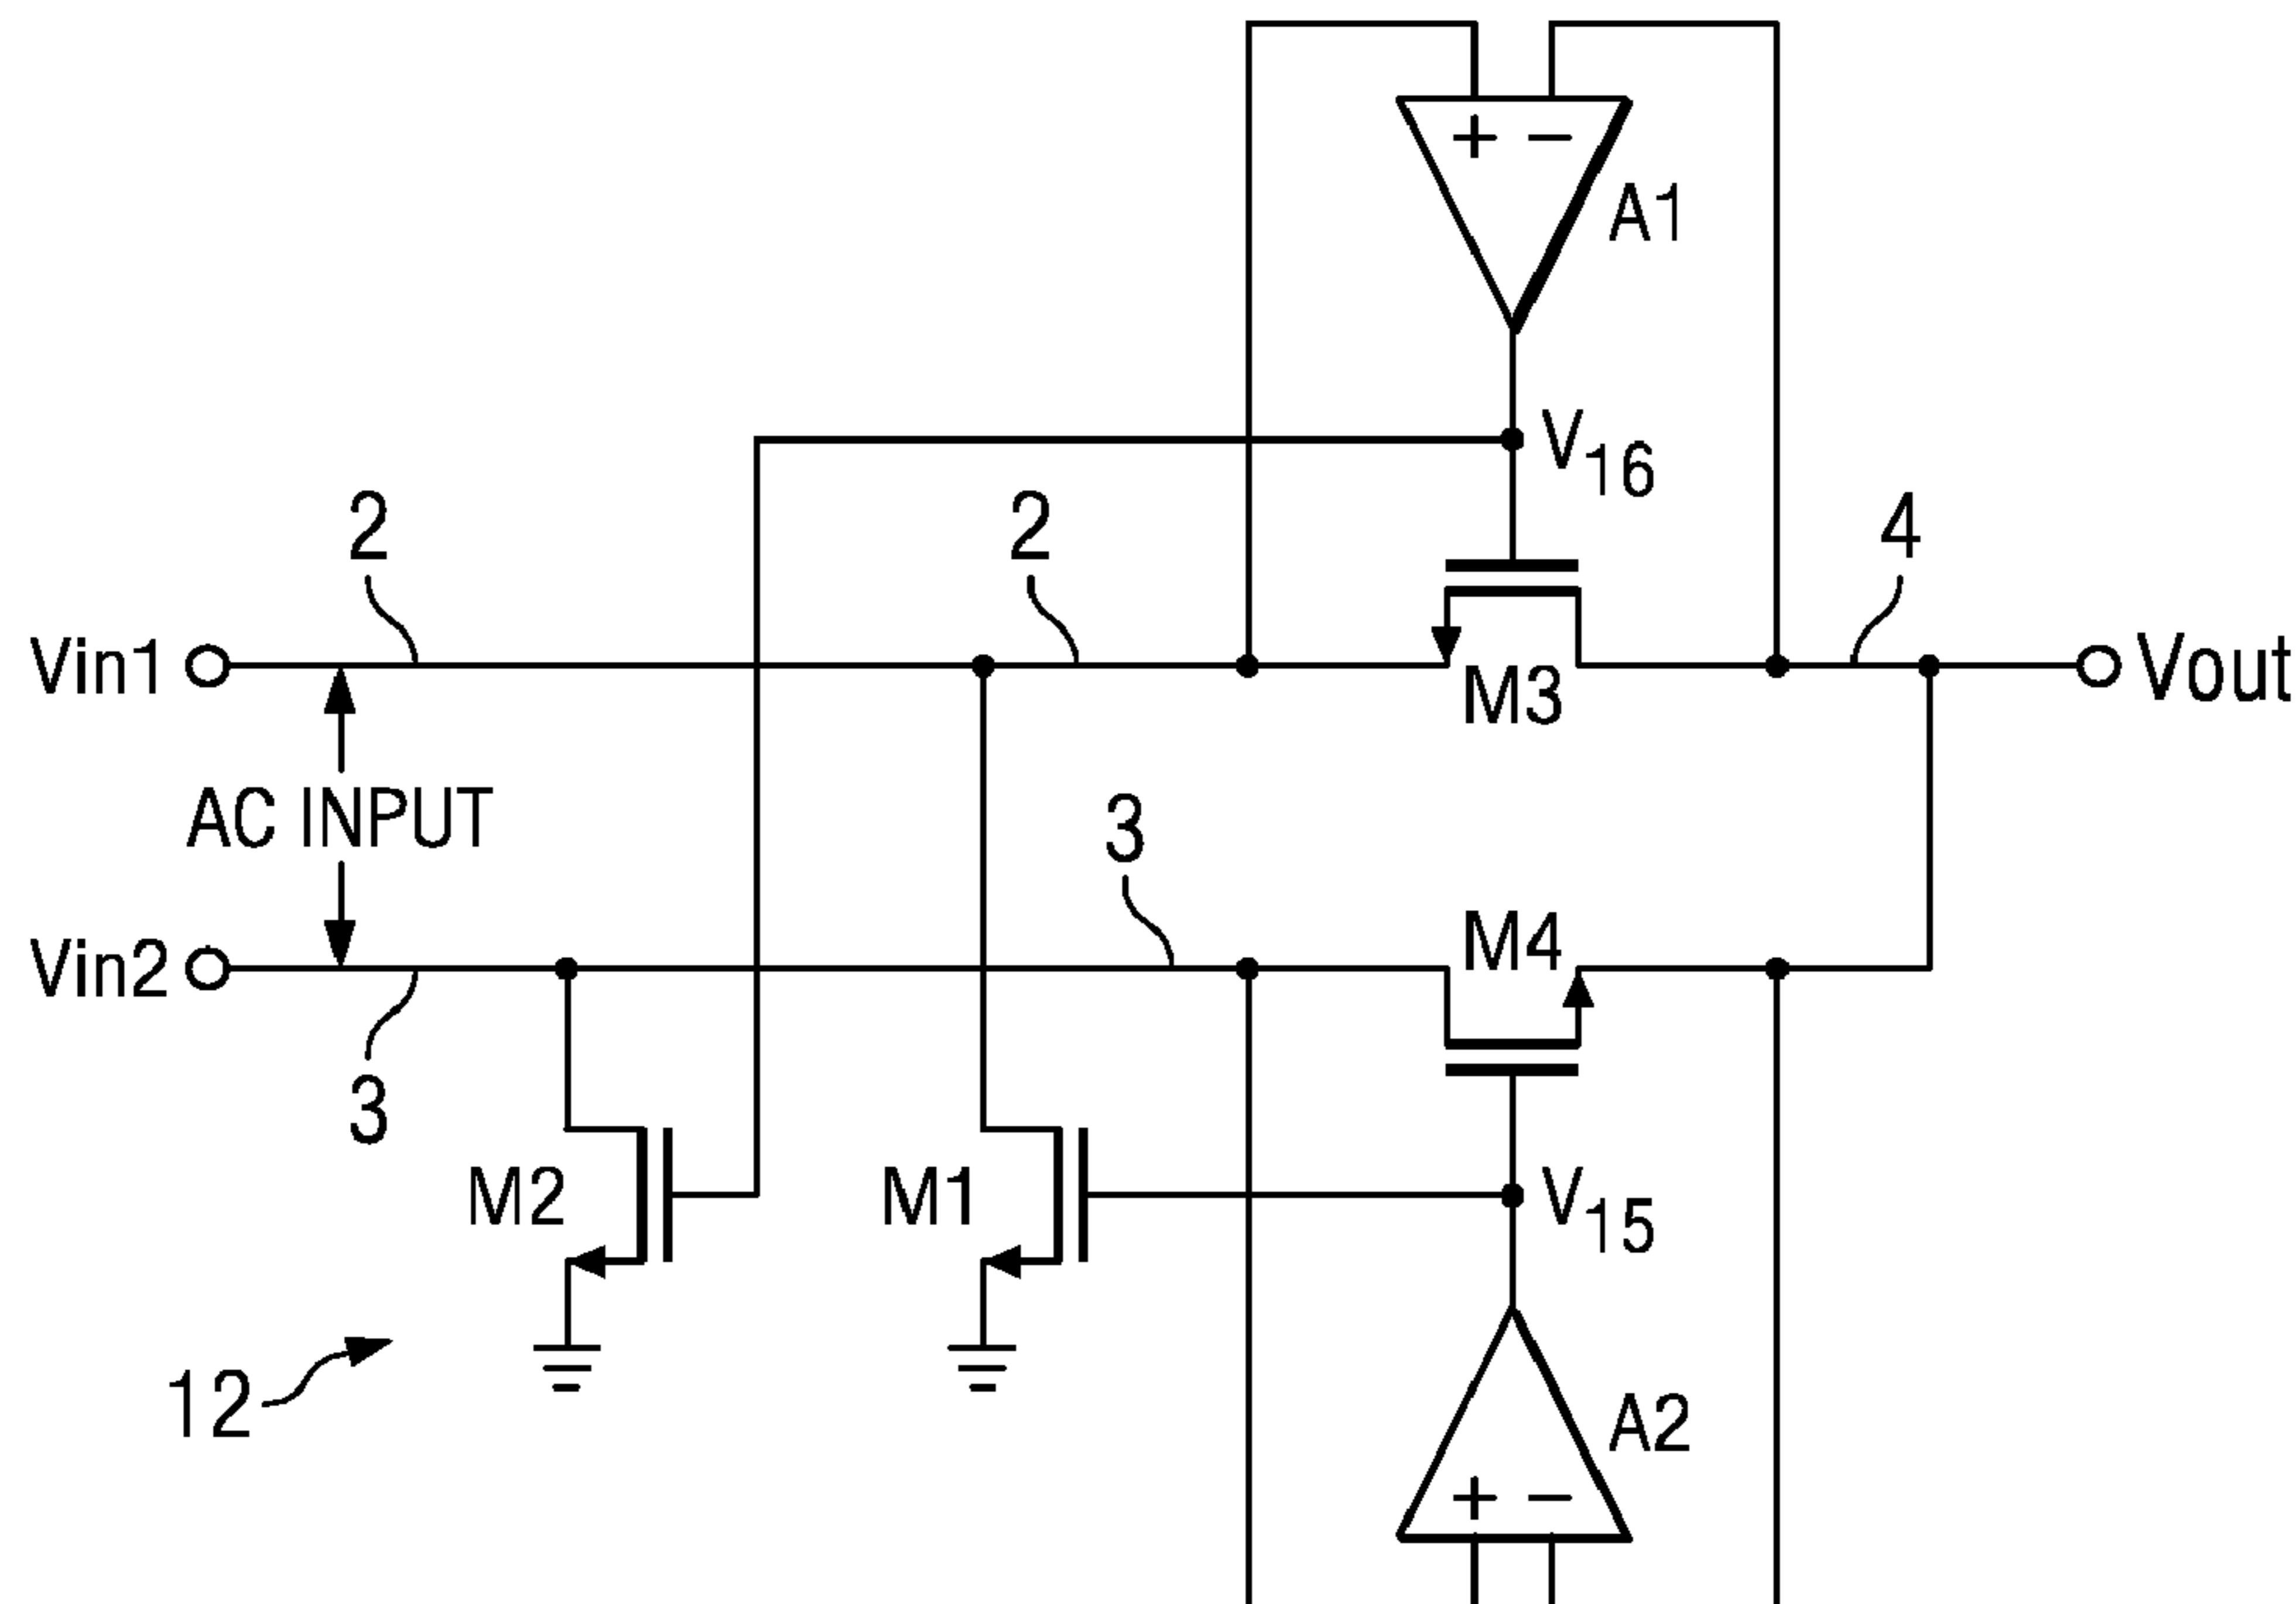 + −
A1
V16
2
2
4
Vin1
M3
Vout
AC INPUT
3
M4
Vin2
3
M2
M1
V15
12
A2
+ −